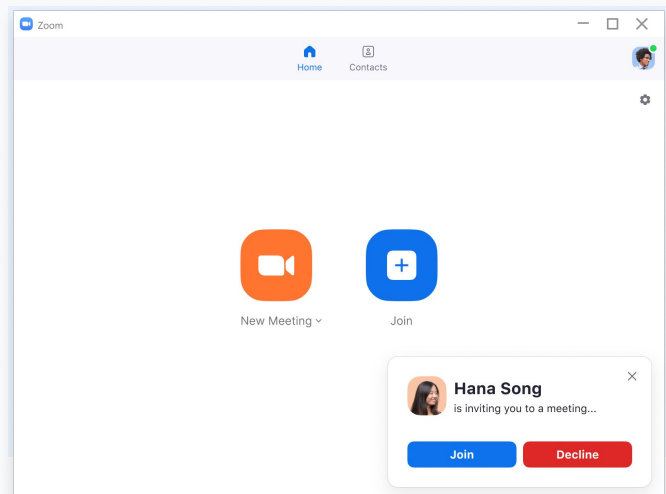 Zoom
Home Contacts
New Meeting Join
Hana Song
is inviting you to a meeting...
Join Decline